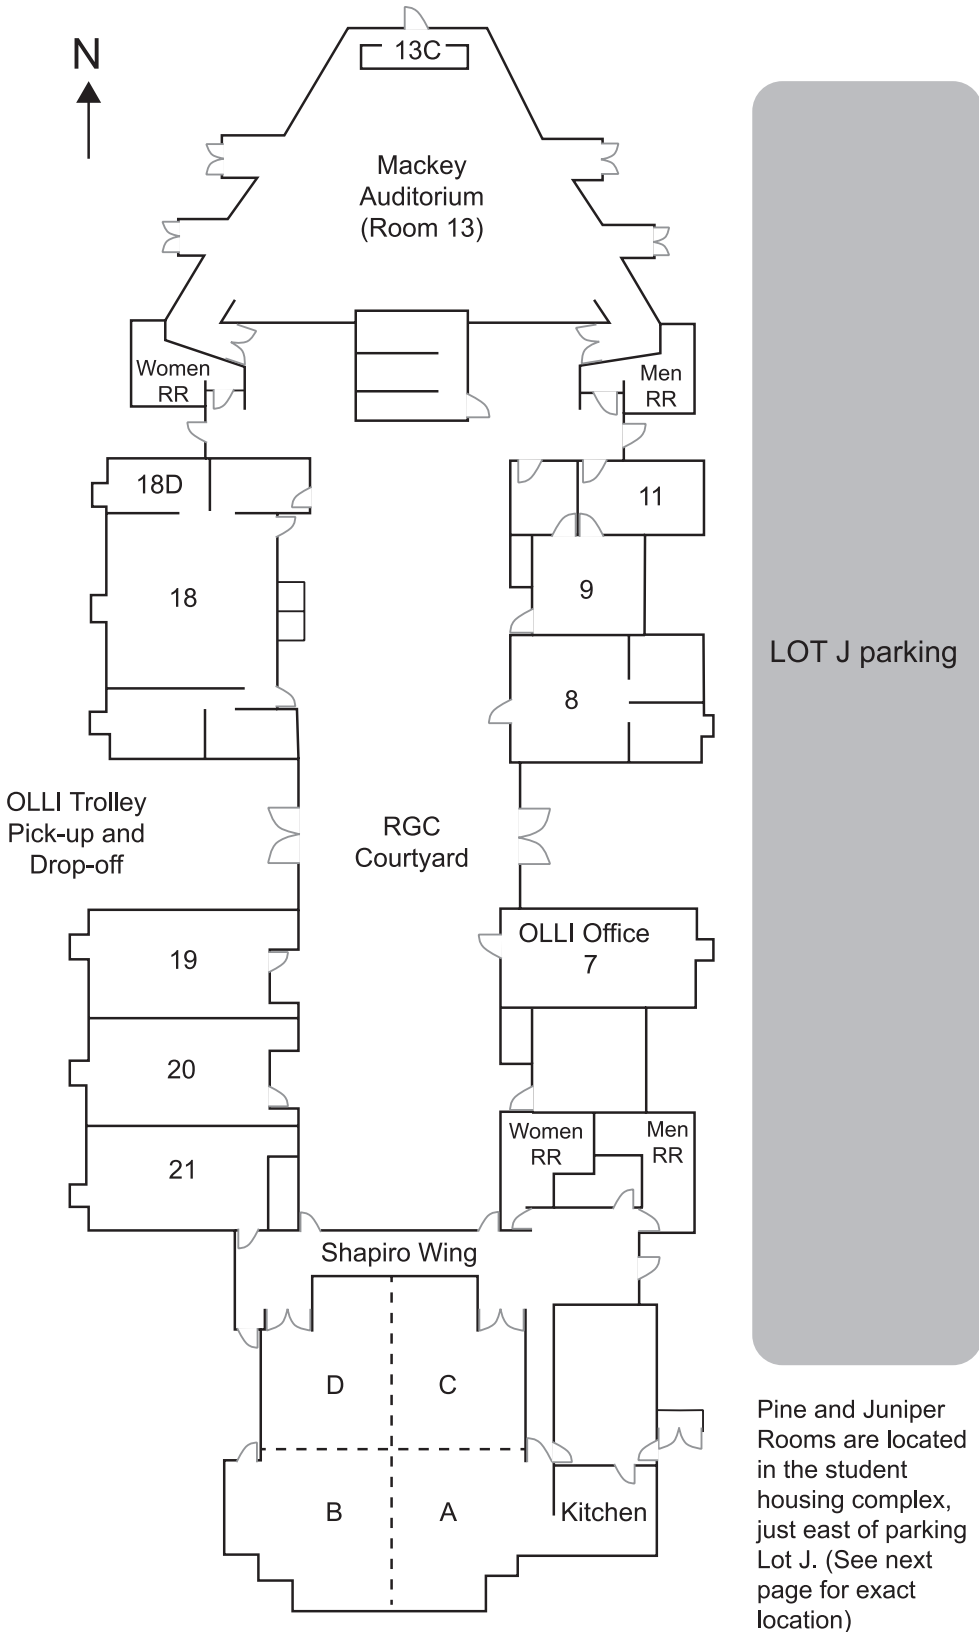 N
13C
Mackey
Auditorium
(Room 13)
Women
RR
Men
RR
18D
11
18
9
8
LOT J parking
OLLI Trolley
Pick-up and
Drop-off
RGC
Courtyard
OLLI Office
7
19
20
21
Women
RR
Men
RR
Shapiro Wing
D
C
B
A
Kitchen
Pine and Juniper
Rooms are located
in the student
housing complex,
just east of parking
Lot J. (See next
page for exact
location)